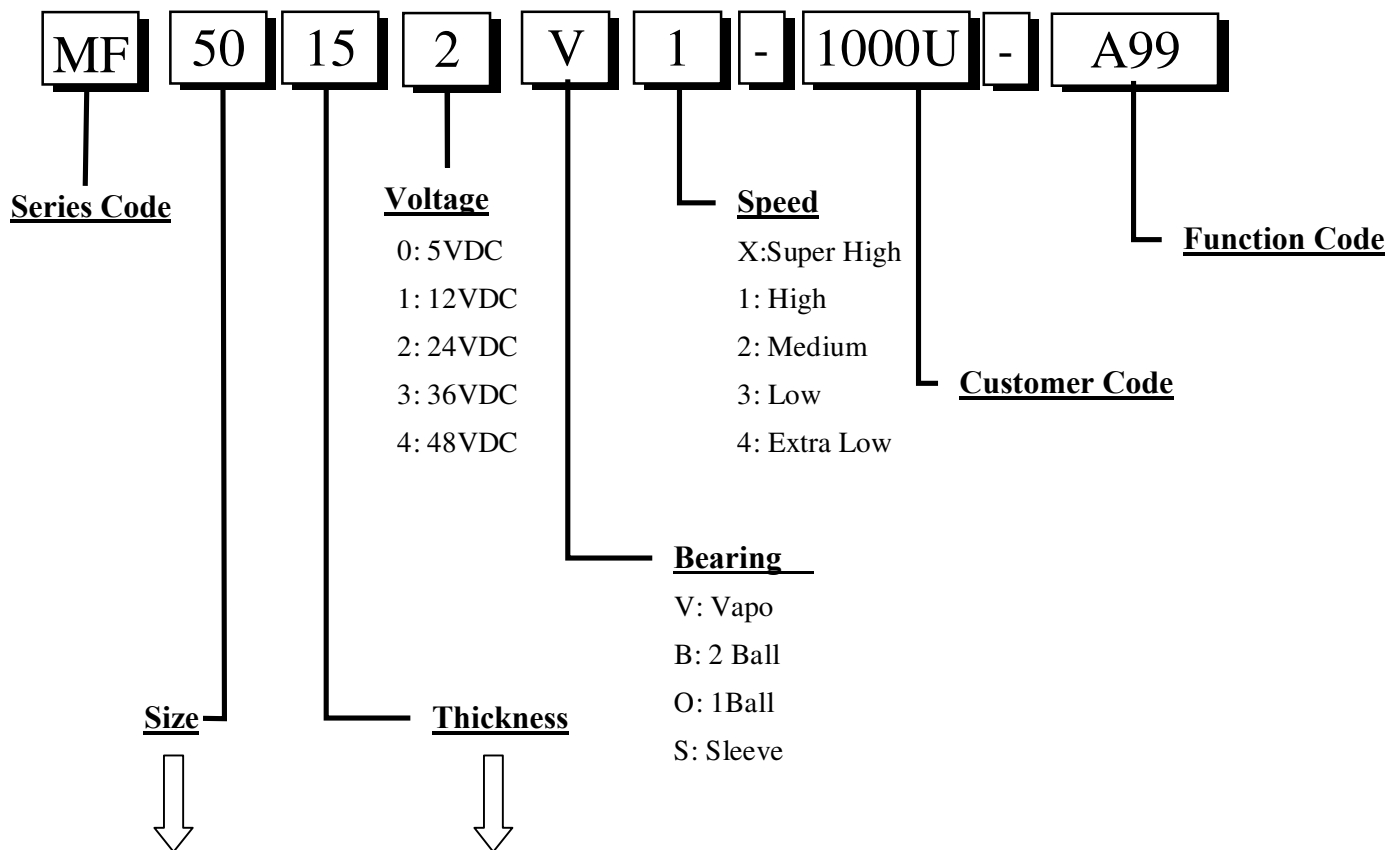 MF 50 15 2 V 1 - 1000U - A99
Series Code
Voltage
0: 5VDC
1: 12VDC
2: 24VDC
3: 36VDC
4: 48VDC
Speed
X:Super High
1: High
2: Medium
3: Low
4: Extra Low
Function Code
Customer Code
Bearing
V: Vapo
B: 2 Ball
O: 1Ball
S: Sleeve
Size
Thickness